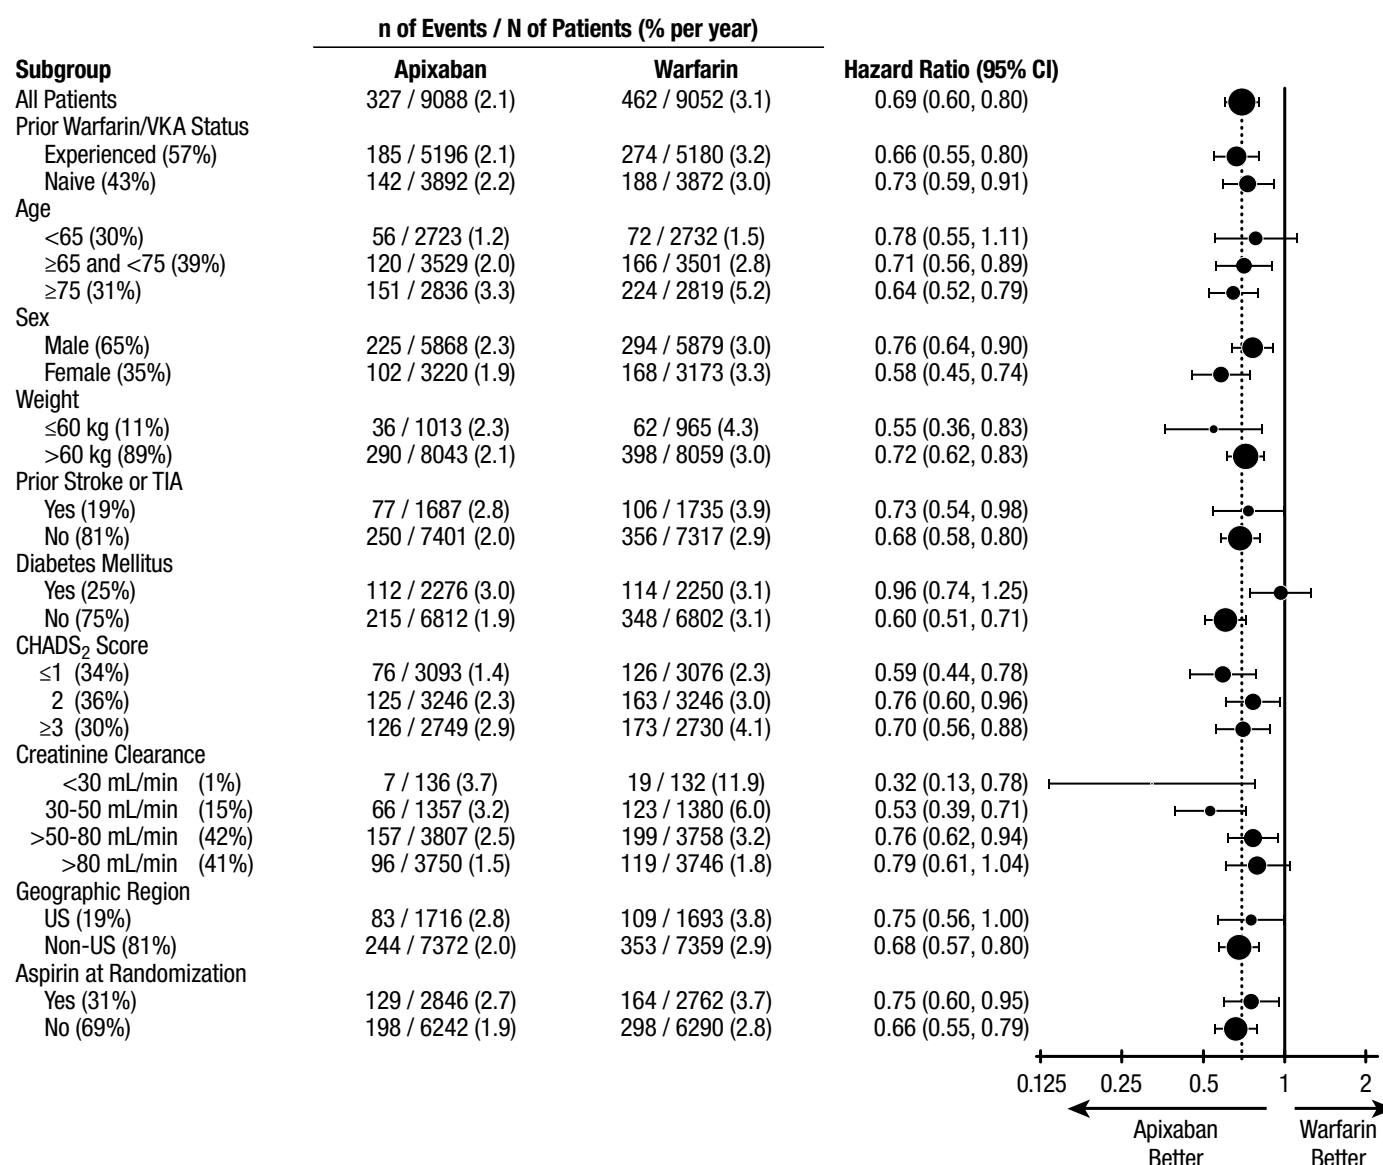 n of Events / N of Patients (% per year)
Subgroup Apixaban Warfarin Hazard Ratio (95% CI)
All Patients 327 / 9088 (2.1) 462 / 9052 (3.1) 0.69 (0.60, 0.80)
Prior Warfarin/VKA Status
Experienced (57%) 185 / 5196 (2.1) 274 / 5180 (3.2) 0.66 (0.55, 0.80)
Naive (43%) 142 / 3892 (2.2) 188 / 3872 (3.0) 0.73 (0.59, 0.91)
Age
<65 (30%) 56 / 2723 (1.2) 72 / 2732 (1.5) 0.78 (0.55, 1.11)
≥65 and <75 (39%) 120 / 3529 (2.0) 166 / 3501 (2.8) 0.71 (0.56, 0.89)
≥75 (31%) 151 / 2836 (3.3) 224 / 2819 (5.2) 0.64 (0.52, 0.79)
Sex
Male (65%) 225 / 5868 (2.3) 294 / 5879 (3.0) 0.76 (0.64, 0.90)
Female (35%) 102 / 3220 (1.9) 168 / 3173 (3.3) 0.58 (0.45, 0.74)
Weight
≤60 kg (11%) 36 / 1013 (2.3) 62 / 965 (4.3) 0.55 (0.36, 0.83)
>60 kg (89%) 290 / 8043 (2.1) 398 / 8059 (3.0) 0.72 (0.62, 0.83)
Prior Stroke or TIA
Yes (19%) 77 / 1687 (2.8) 106 / 1735 (3.9) 0.73 (0.54, 0.98)
No (81%) 250 / 7401 (2.0) 356 / 7317 (2.9) 0.68 (0.58, 0.80)
Diabetes Mellitus
Yes (25%) 112 / 2276 (3.0) 114 / 2250 (3.1) 0.96 (0.74, 1.25)
No (75%) 215 / 6812 (1.9) 348 / 6802 (3.1) 0.60 (0.51, 0.71)
CHADS₂ Score
≤1 (34%) 76 / 3093 (1.4) 126 / 3076 (2.3) 0.59 (0.44, 0.78)
2 (36%) 125 / 3246 (2.3) 163 / 3246 (3.0) 0.76 (0.60, 0.96)
≥3 (30%) 126 / 2749 (2.9) 173 / 2730 (4.1) 0.70 (0.56, 0.88)
Creatinine Clearance
<30 mL/min (1%) 7 / 136 (3.7) 19 / 132 (11.9) 0.32 (0.13, 0.78)
30-50 mL/min (15%) 66 / 1357 (3.2) 123 / 1380 (6.0) 0.53 (0.39, 0.71)
>50-80 mL/min (42%) 157 / 3807 (2.5) 199 / 3758 (3.2) 0.76 (0.62, 0.94)
>80 mL/min (41%) 96 / 3750 (1.5) 119 / 3746 (1.8) 0.79 (0.61, 1.04)
Geographic Region
US (19%) 83 / 1716 (2.8) 109 / 1693 (3.8) 0.75 (0.56, 1.00)
Non-US (81%) 244 / 7372 (2.0) 353 / 7359 (2.9) 0.68 (0.57, 0.80)
Aspirin at Randomization
Yes (31%) 129 / 2846 (2.7) 164 / 2762 (3.7) 0.75 (0.60, 0.95)
No (69%) 198 / 6242 (1.9) 298 / 6290 (2.8) 0.66 (0.55, 0.79)
0.125 0.25 0.5 1 2
Apixaban Warfarin
Better Better